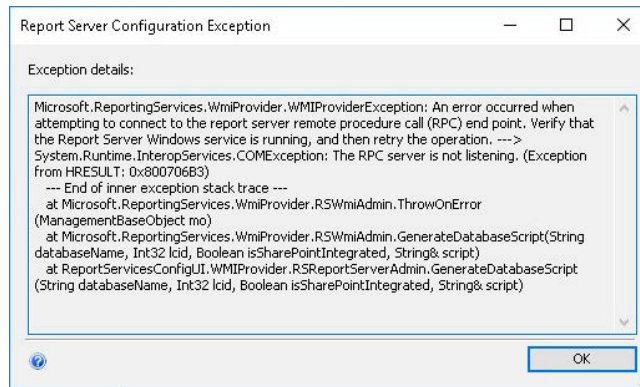 Report Server Configuration Exception
Exception details:
Microsoft.ReportingServices.WmiProvider.WMIProviderException: An error occurred when
attempting to connect to the report server remote procedure call (RPC) end point. Verify that
the Report Server Windows service is running, and then retry the operation. --->
System.Runtime.InteropServices.COMException: The RPC server is not listening. (Exception
from HRESULT: 0x800706B3)
--- End of inner exception stack trace ---
at Microsoft.ReportingServices.WmiProvider.RSWmiAdmin.ThrowOnError
(ManagementBaseObject mo)
at Microsoft.ReportingServices.WmiProvider.RSWmiAdmin.GenerateDatabaseScript(String
databaseName, Int32 lcid, Boolean isSharePointIntegrated, String& script)
at ReportServicesConfigUI.WMIProvider.RSReportServerAdmin.GenerateDatabaseScript
(String databaseName, Int32 lcid, Boolean isSharePointIntegrated, String& script)
OK